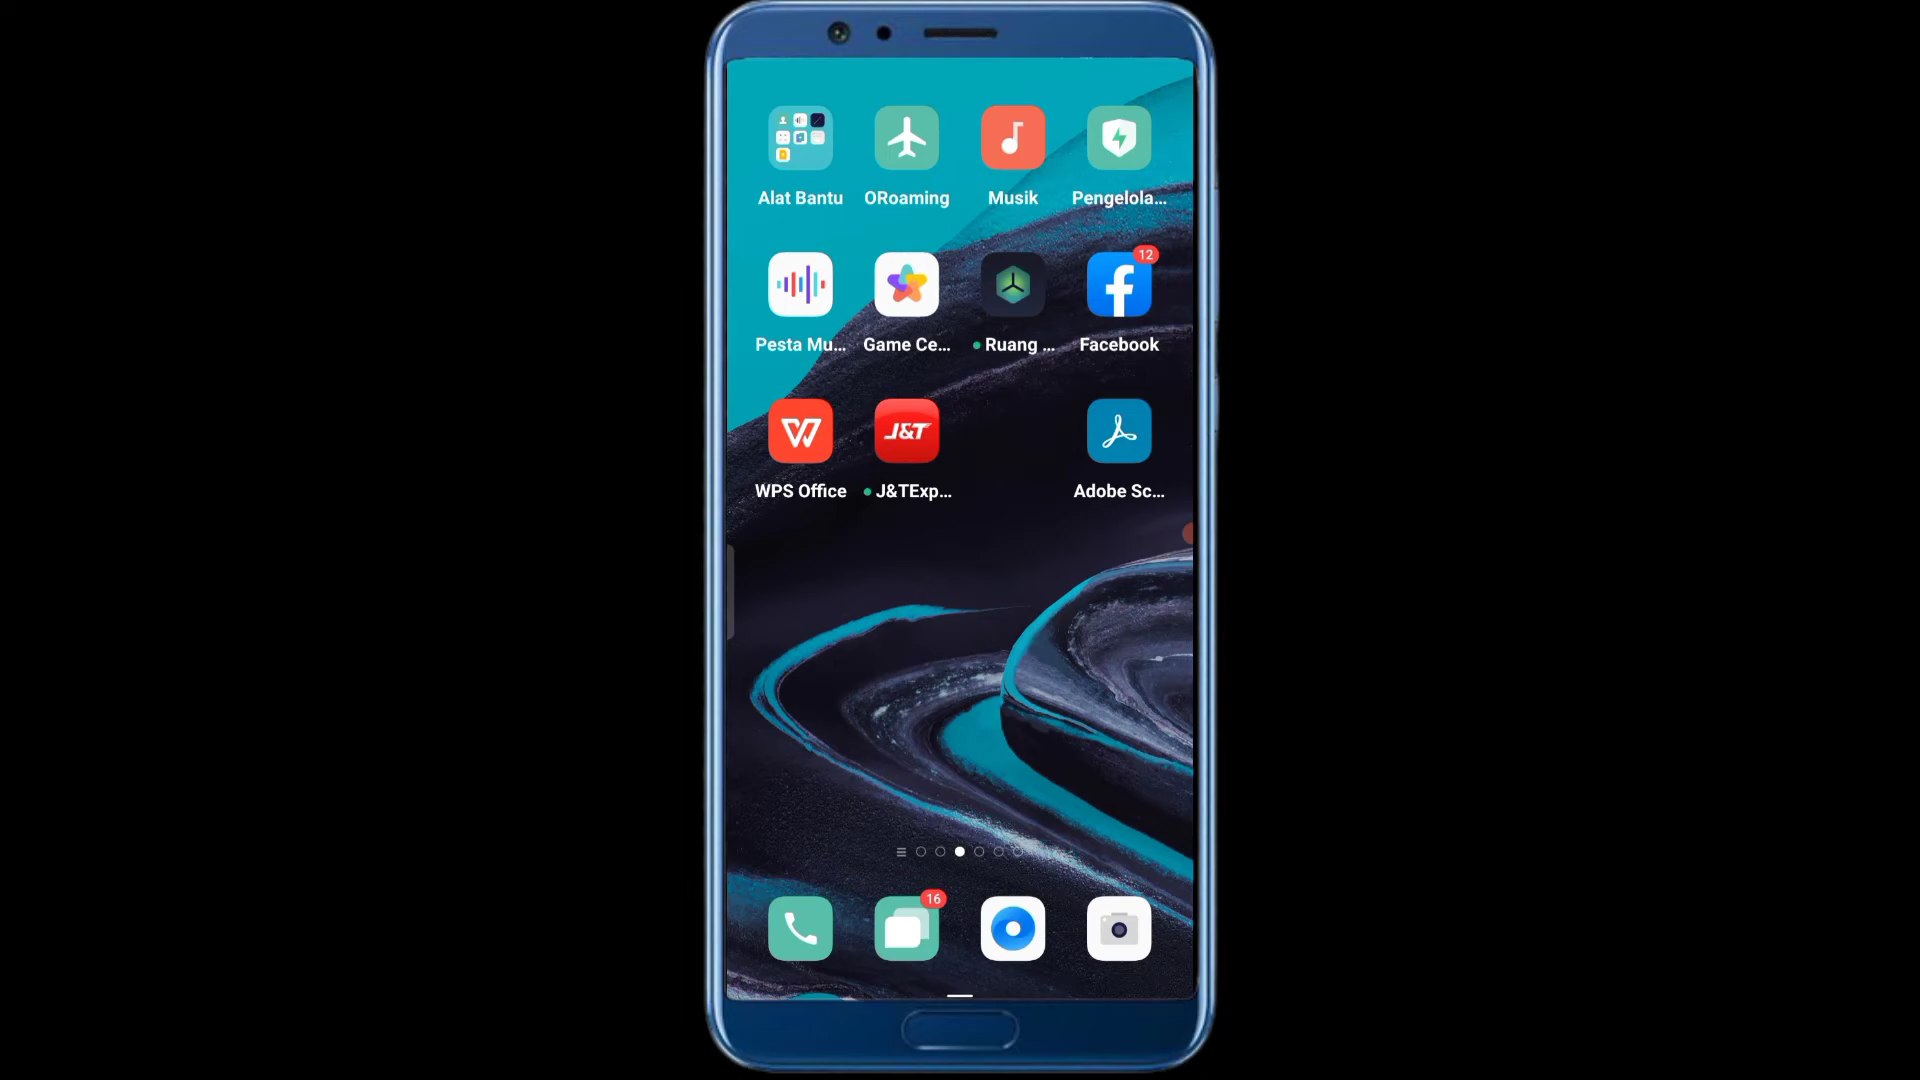 Alat Bantu ORoaming Musik Pengelola...
12
Pesta Mu... Game Ce... Ruang ... Facebook
J&T
WPS Office J&TExp... Adobe Sc...
16